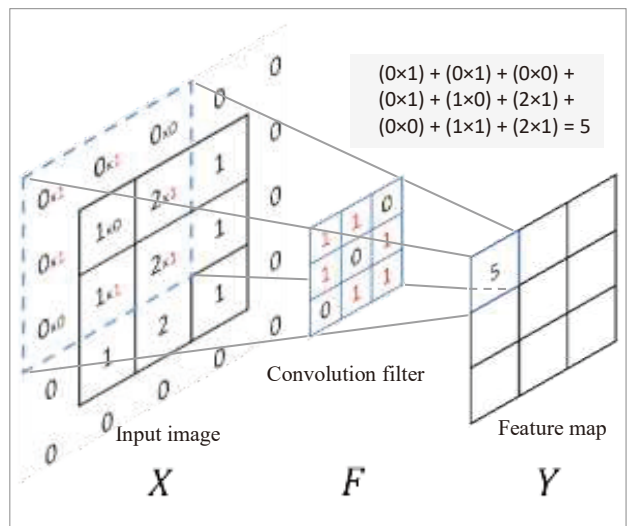 (0×1) + (0×1) + (0×0) +
(0×1) + (1×0) + (2×1) +
(0×0) + (1×1) + (2×1) = 5
0×1 0×1 0×0 0 0
0×1 1×0 2×1 1 0
0×0 1×1 2×1 1 0
0 1 2 1 0
0 0 0 0 0
1 1 0
1 0 1
0 1 1
5
Input image
Convolution filter
Feature map
X
F
Y